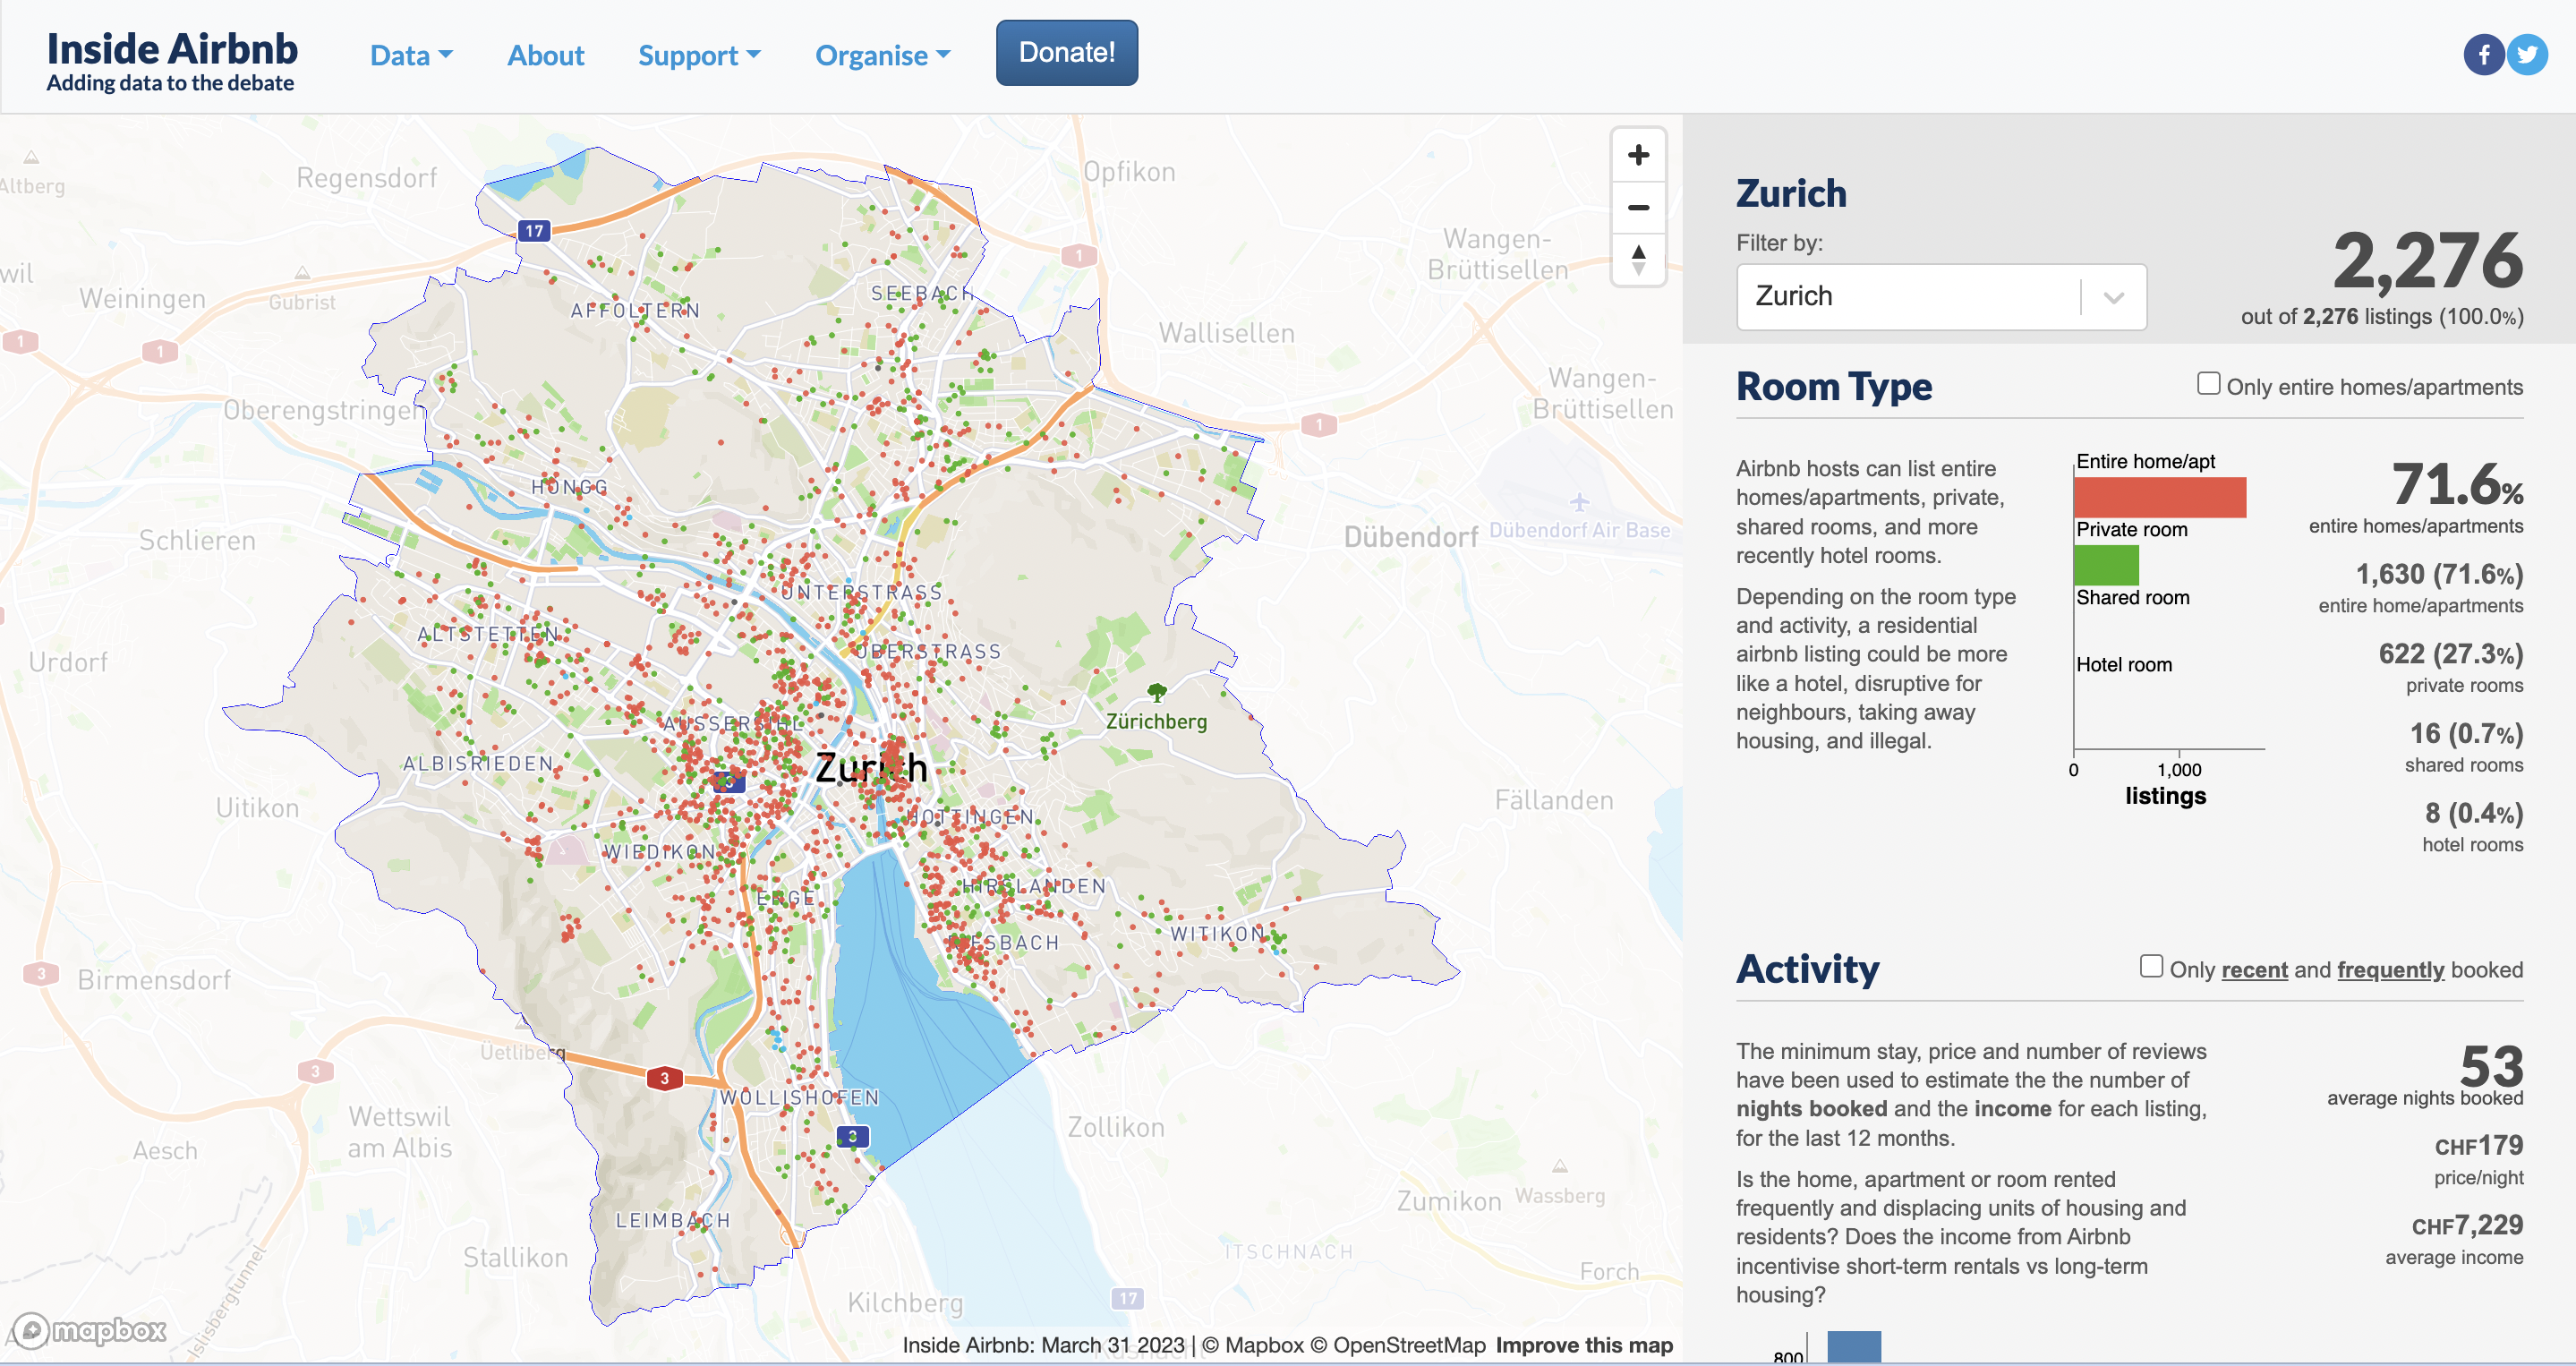 Inside Airbnb
Adding data to the debate
Data
About
Support
Organise
Donate!
Regensdorf
Opfikon
Altberg
17
1
Wangen-
Brüttisellen
wil
Weiningen
Gubrist
SEEBACH
AFFOLTERN
Wallisellen
1
1
Wangen-
Brüttisellen
Oberengstringen
1
HÖNGG
Schlieren
Dübendorf
Dübendorf Air Base
UNTERSTRASS
ALTSTETTEN
OBERSTRASS
Urdorf
Zürichberg
AUSSERSIHL
ALBISRIEDEN
Zurich
Uitikon
Fällanden
HOTTINGEN
WIEDIKON
HIRSLANDEN
ENGE
RIESBACH
WITIKON
3
Birmensdorf
Üetliberg
3
3
WOLLISHOFEN
Wettswil
am Albis
Zollikon
Aesch
3
Zumikon
Wassberg
LEIMBACH
Stallikon
ITSCHNACH
Forch
Islisbergtunnel
Kilchberg
17
mapbox
Inside Airbnb: March 31 2023 | © Mapbox © OpenStreetMap Improve this map
Zurich
Filter by:
Zurich
2,276
out of 2,276 listings (100.0%)
Room Type
Only entire homes/apartments
Airbnb hosts can list entire
homes/apartments, private,
shared rooms, and more
recently hotel rooms.
Depending on the room type
and activity, a residential
airbnb listing could be more
like a hotel, disruptive for
neighbours, taking away
housing, and illegal.
Entire home/apt
Private room
Shared room
Hotel room
0
1,000
listings
71.6%
entire homes/apartments
1,630 (71.6%)
entire home/apartments
622 (27.3%)
private rooms
16 (0.7%)
shared rooms
8 (0.4%)
hotel rooms
Activity
Only recent and frequently booked
The minimum stay, price and number of reviews
have been used to estimate the the number of
nights booked and the income for each listing,
for the last 12 months.
Is the home, apartment or room rented
frequently and displacing units of housing and
residents? Does the income from Airbnb
incentivise short-term rentals vs long-term
housing?
53
average nights booked
CHF179
price/night
CHF7,229
average income
800